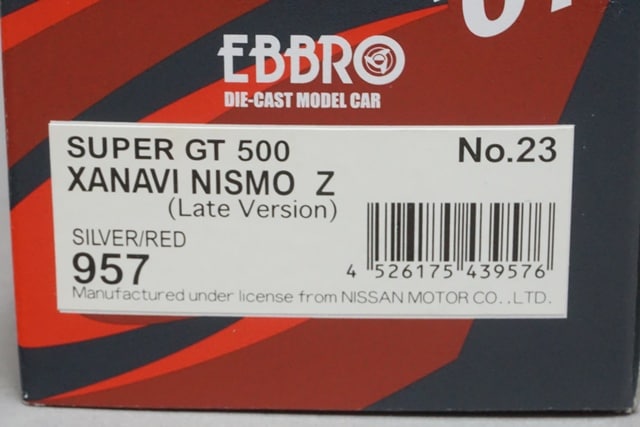 EBBRO
DIE-CAST MODEL CAR
SUPER GT 500 No.23
XANAVI NISMO Z
(Late Version)
SILVER/RED
957
4 526175 439576
Manufactured under license from NISSAN MOTOR CO..LTD.